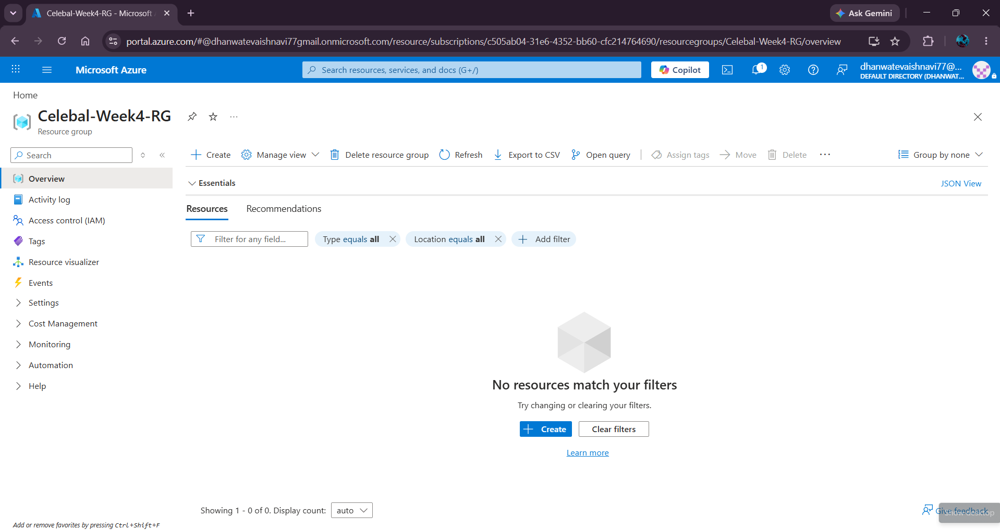 Celebal-Week4-RG - Microsoft A
Ask Gemini
portal.azure.com/#@dhanwatevaishnavi77gmail.onmicrosoft.com/resource/subscriptions/c505ab04-31e6-4352-bb60-cfc214764690/resourcegroups/Celebal-Week4-RG/overview
Microsoft Azure
Search resources, services, and docs (G+/)
Copilot
1
dhanwatevaishnavi77@...
DEFAULT DIRECTORY (DHANWAT...
Home
Celebal-Week4-RG
...
Resource group
Search
Create
Manage view
Delete resource group
Refresh
Export to CSV
Open query
Assign tags
Move
Delete
...
Group by none
Overview
Activity log
Access control (IAM)
Tags
Resource visualizer
Events
Settings
Cost Management
Monitoring
Automation
Help
Essentials
JSON View
Resources
Recommendations
Filter for any field...
Type equals all
Location equals all
Add filter
No resources match your filters
Try changing or clearing your filters.
Create
Clear filters
Learn more
Showing 1 - 0 of 0. Display count:
auto
Give feedback
Show desktop
Add or remove favorites by pressing Ctrl+Shift+F